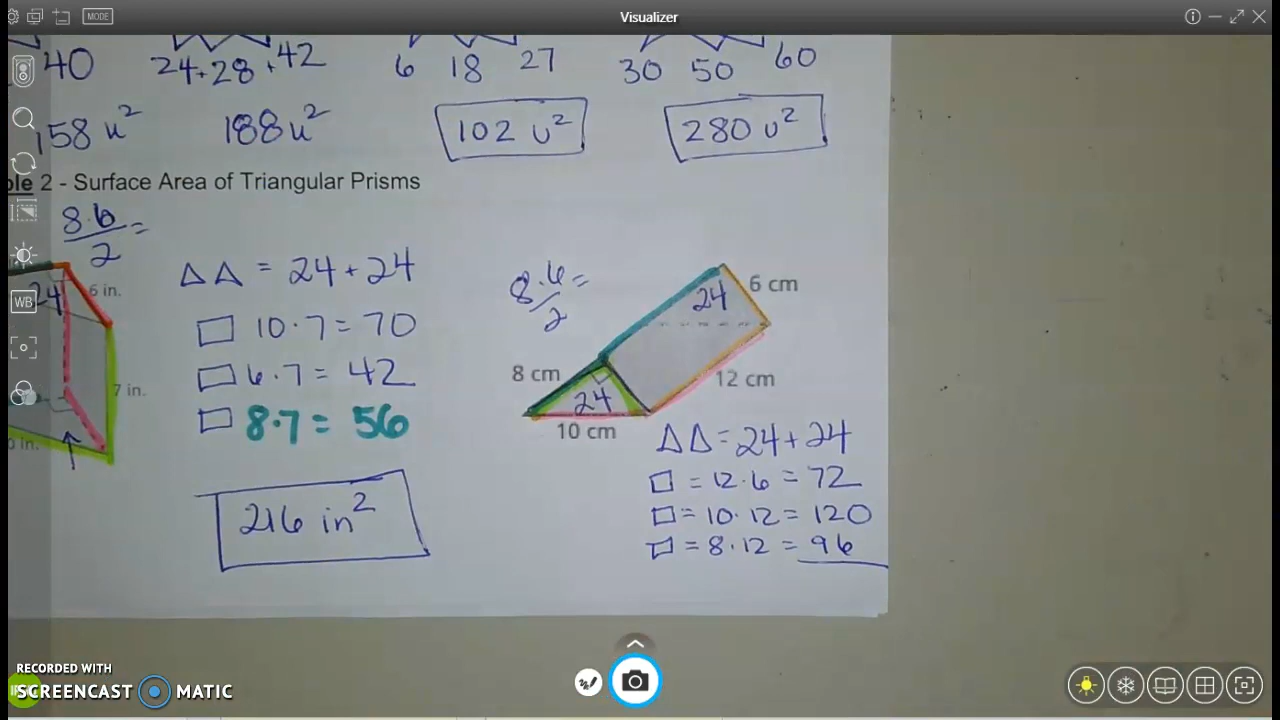 Visualizer
MODE
40
24+28+42
6 18 27
30 50 60
158 u²
188 u²
102 u²
280 u²
2 - Surface Area of Triangular Prisms
8·6/2 =
24
6 in.
7 in.
in.
△△ = 24+24
10·7 = 70
6·7 = 42
8·7 = 56
216 in²
8·6/2 =
24
6 cm
8 cm
12 cm
24
10 cm
△△ = 24+24
□ = 12·6 = 72
□ = 10·12 = 120
□ = 8·12 = 96
WB
RECORDED WITH
SCREENCAST MATIC